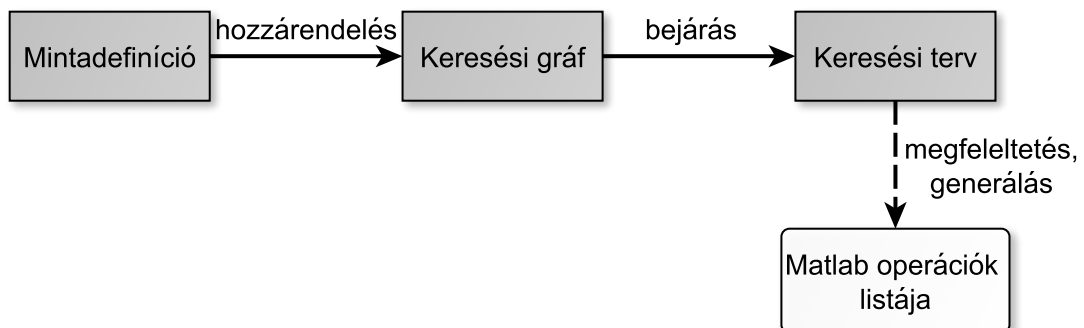 Mintadefiníció
hozzárendelés
Keresési gráf
bejárás
Keresési terv
megfeleltetés,
generálás
Matlab operációk
listája